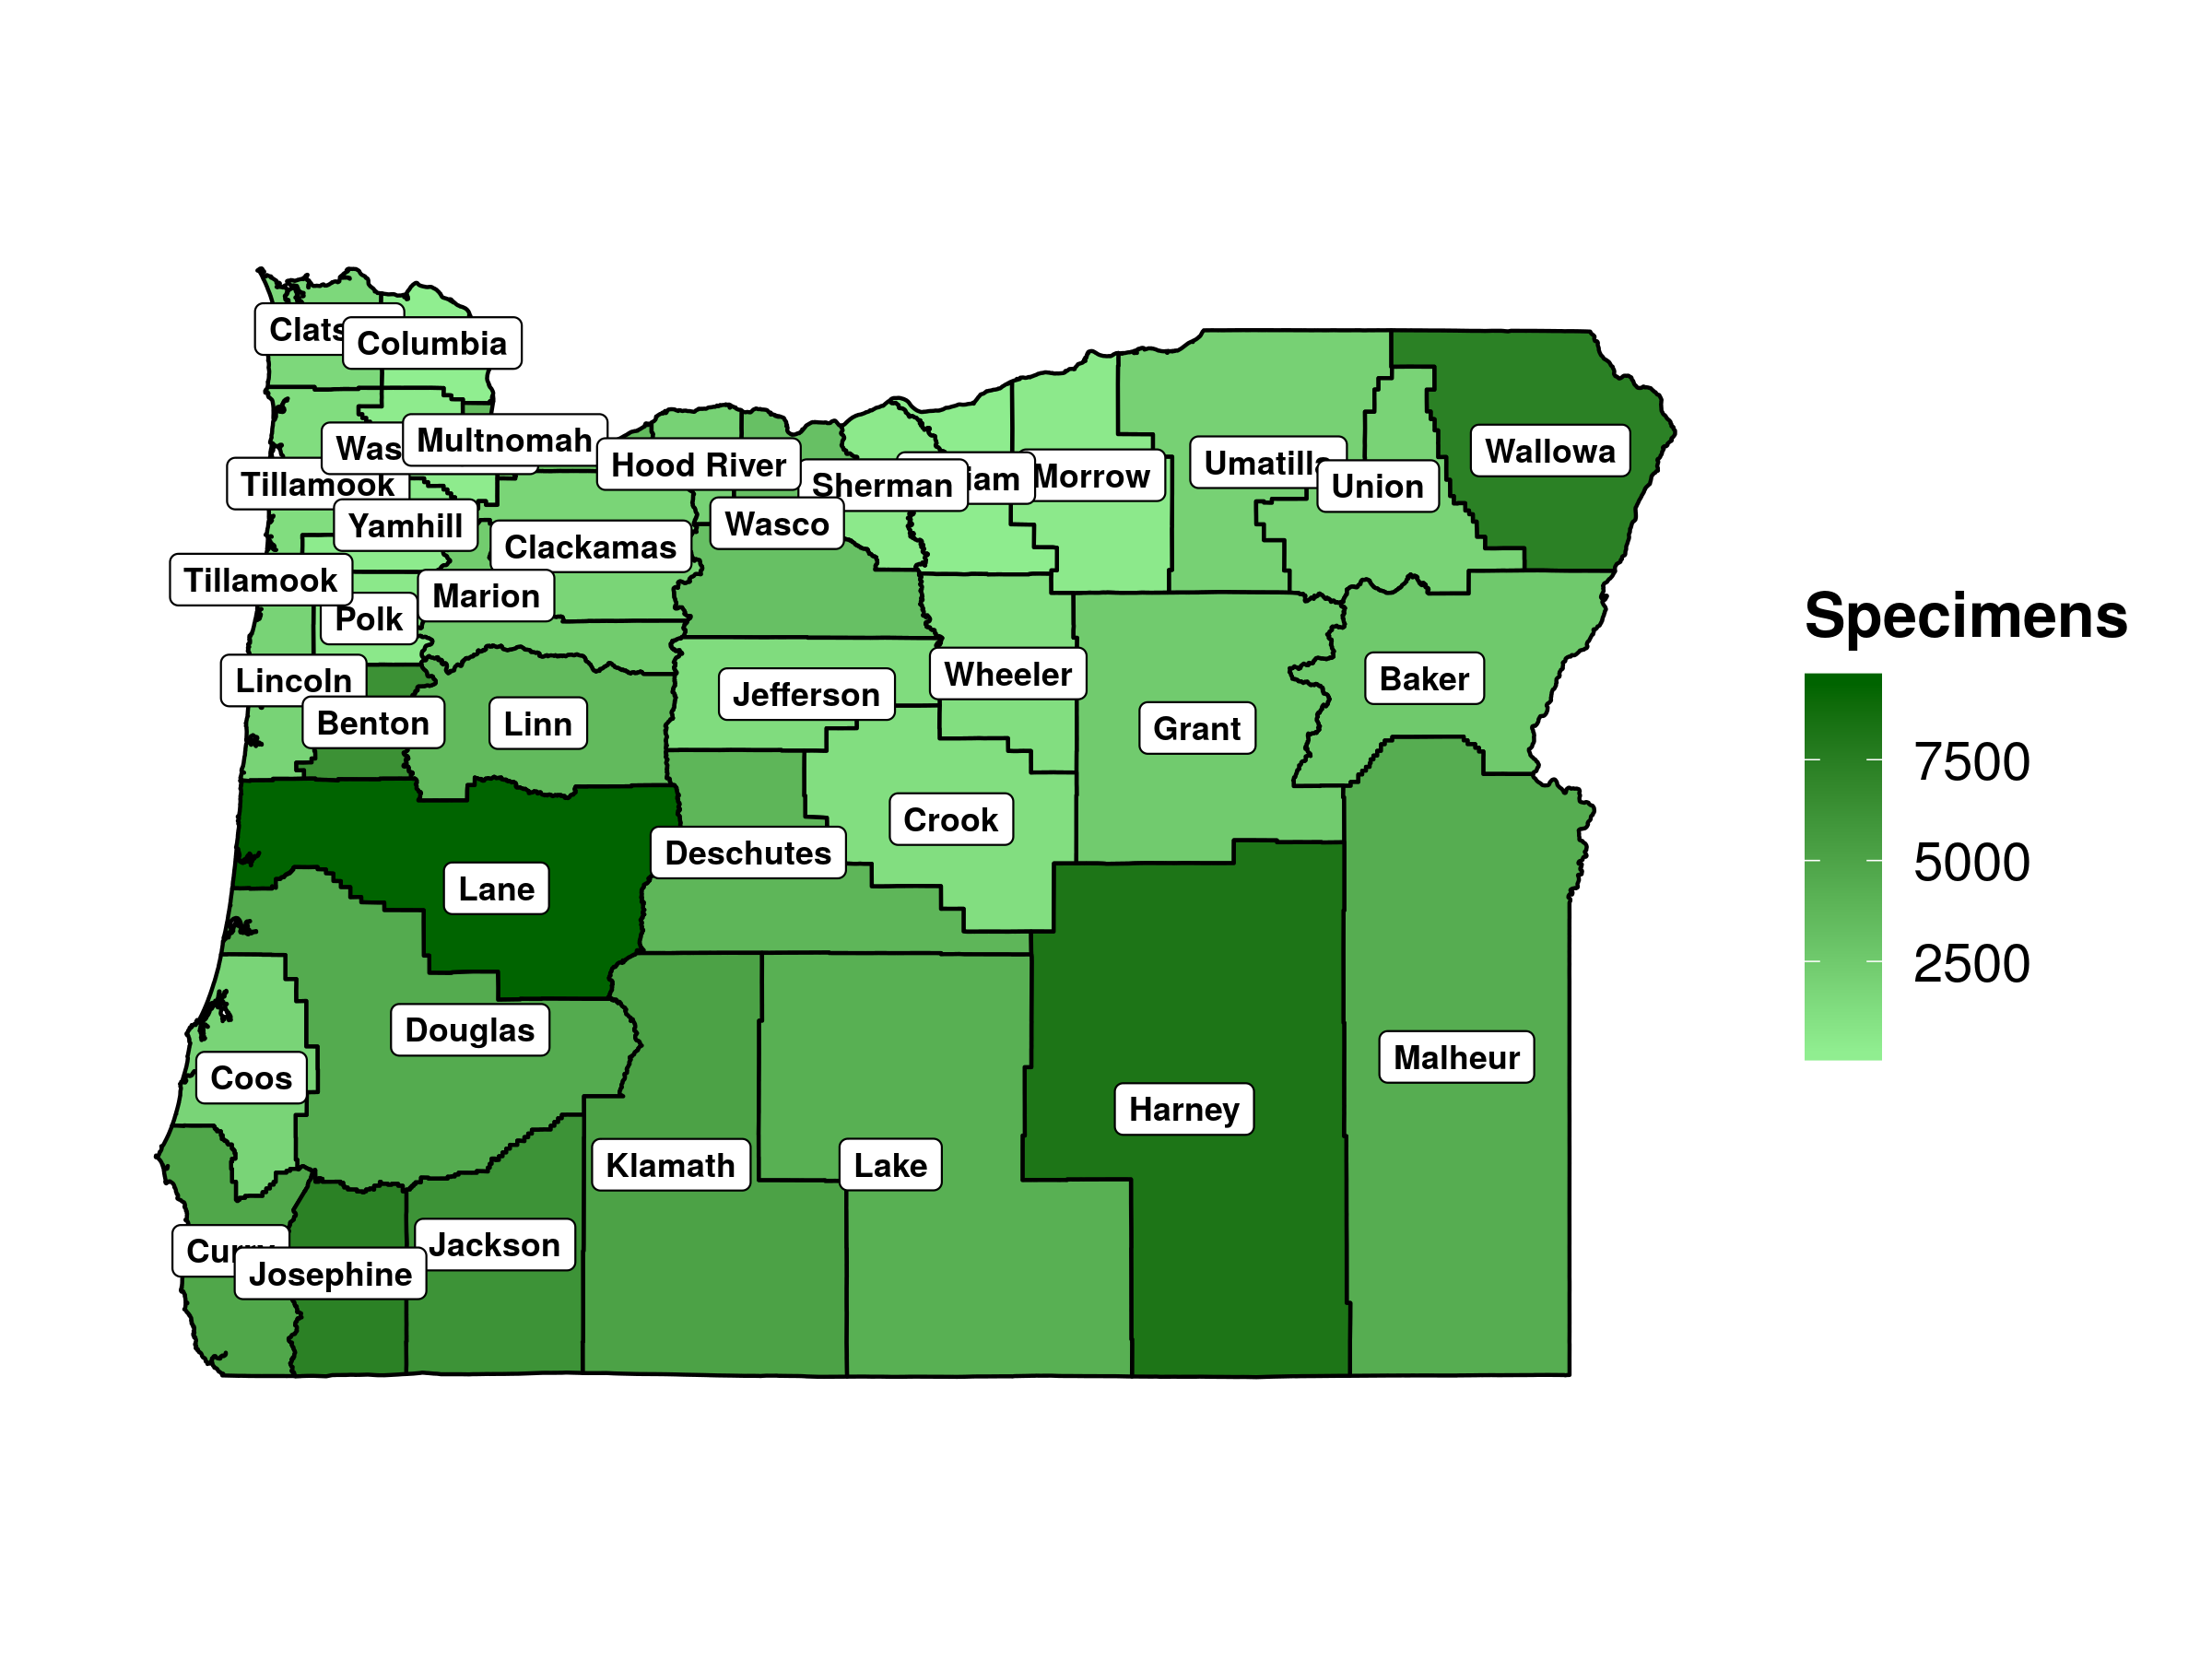 Clats
Columbia
Multnomah
Was
Hood River
Wallowa
Umatilla
Morrow
iam
Sherman
Union
Tillamook
Yamhill
Wasco
Clackamas
Tillamook
Marion
Polk
Specimens
Wheeler
Baker
Lincoln
Jefferson
Benton
Linn
Grant
7500
Crook
Deschutes
5000
Lane
2500
Douglas
Malheur
Coos
Harney
Klamath
Lake
Jackson
Curry
Josephine